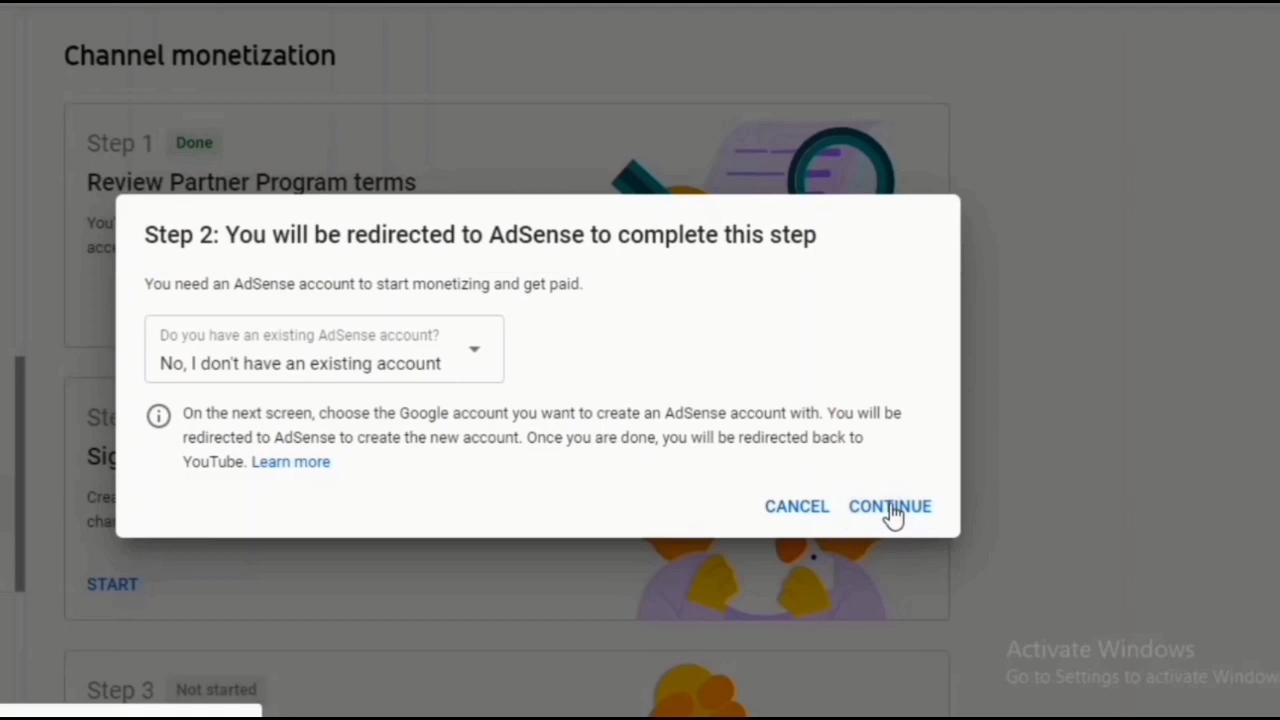 Channel monetization
Step 1 Done
Review Partner Program terms
Step 2: You will be redirected to AdSense to complete this step
You need an AdSense account to start monetizing and get paid.
Do you have an existing AdSense account?
No, I don't have an existing account
On the next screen, choose the Google account you want to create an AdSense account with. You will be
redirected to AdSense to create the new account. Once you are done, you will be redirected back to
YouTube. Learn more
CANCEL CONTINUE
START
Activate Windows
Go to Settings to activate Window
Step 3 Not started